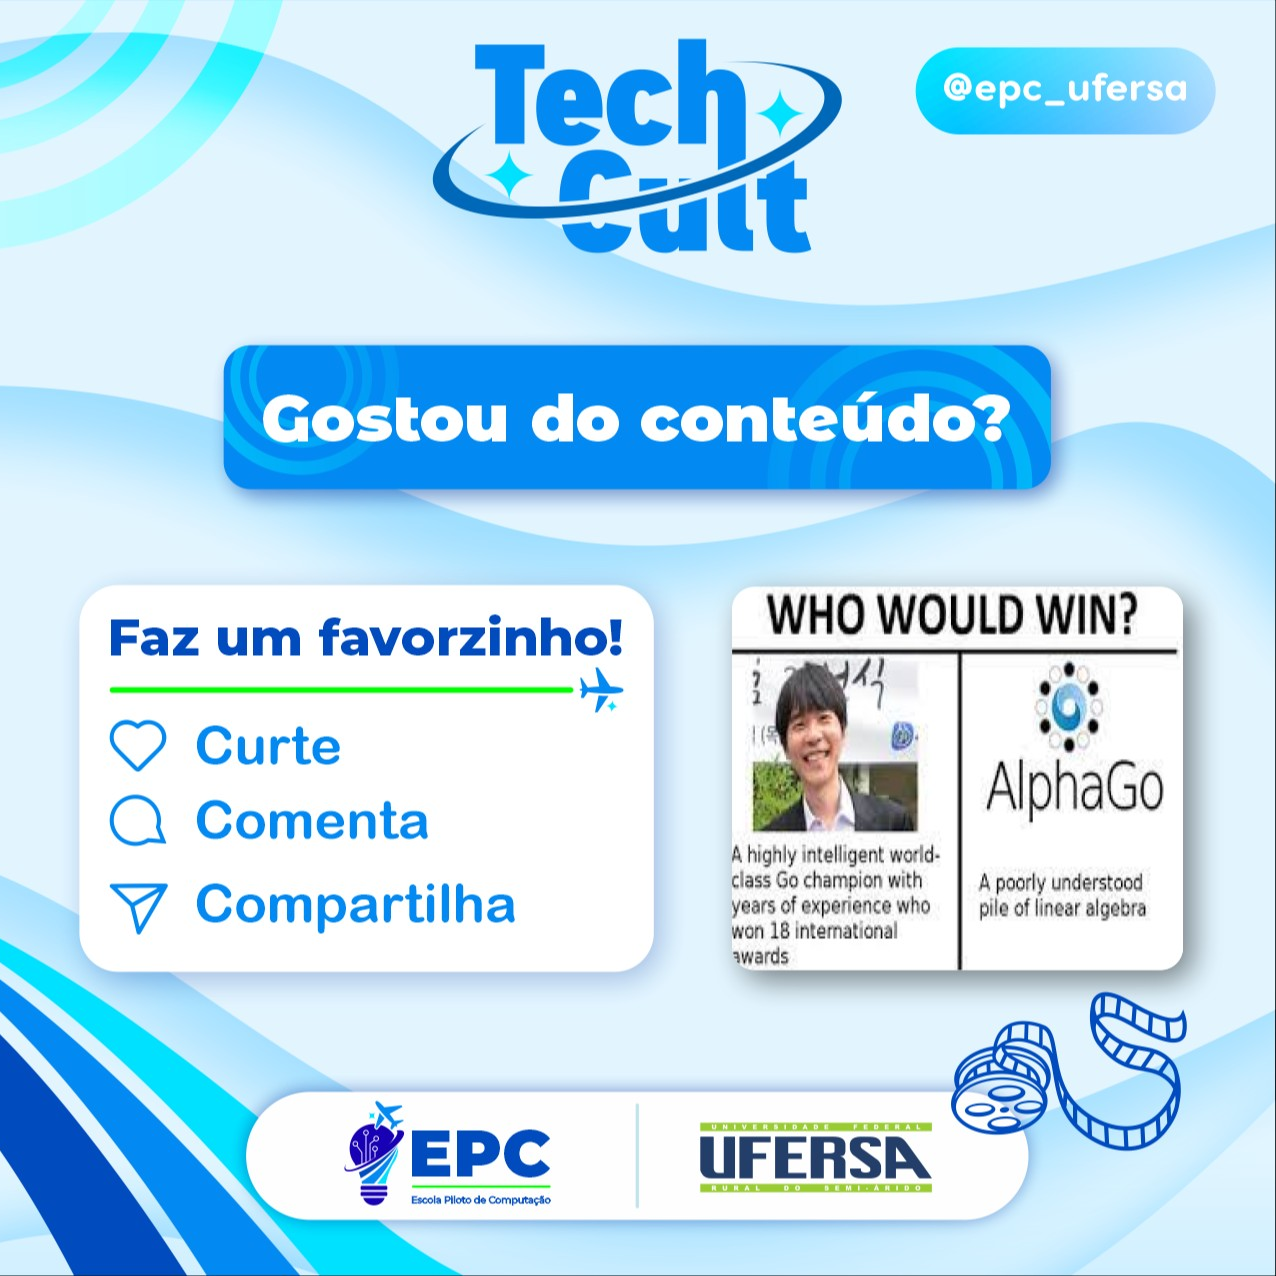 Tech
Cult
@epc_ufersa
Gostou do conteúdo?
Faz um favorzinho!
Curte
Comenta
Compartilha
WHO WOULD WIN?
A highly intelligent world-
class Go champion with
years of experience who
won 18 international
awards
AlphaGo
A poorly understood
pile of linear algebra
EPC
Escola Piloto de Computação
UNIVERSIDADE FEDERAL
UFERSA
RURAL DO SEMI-ÁRIDO